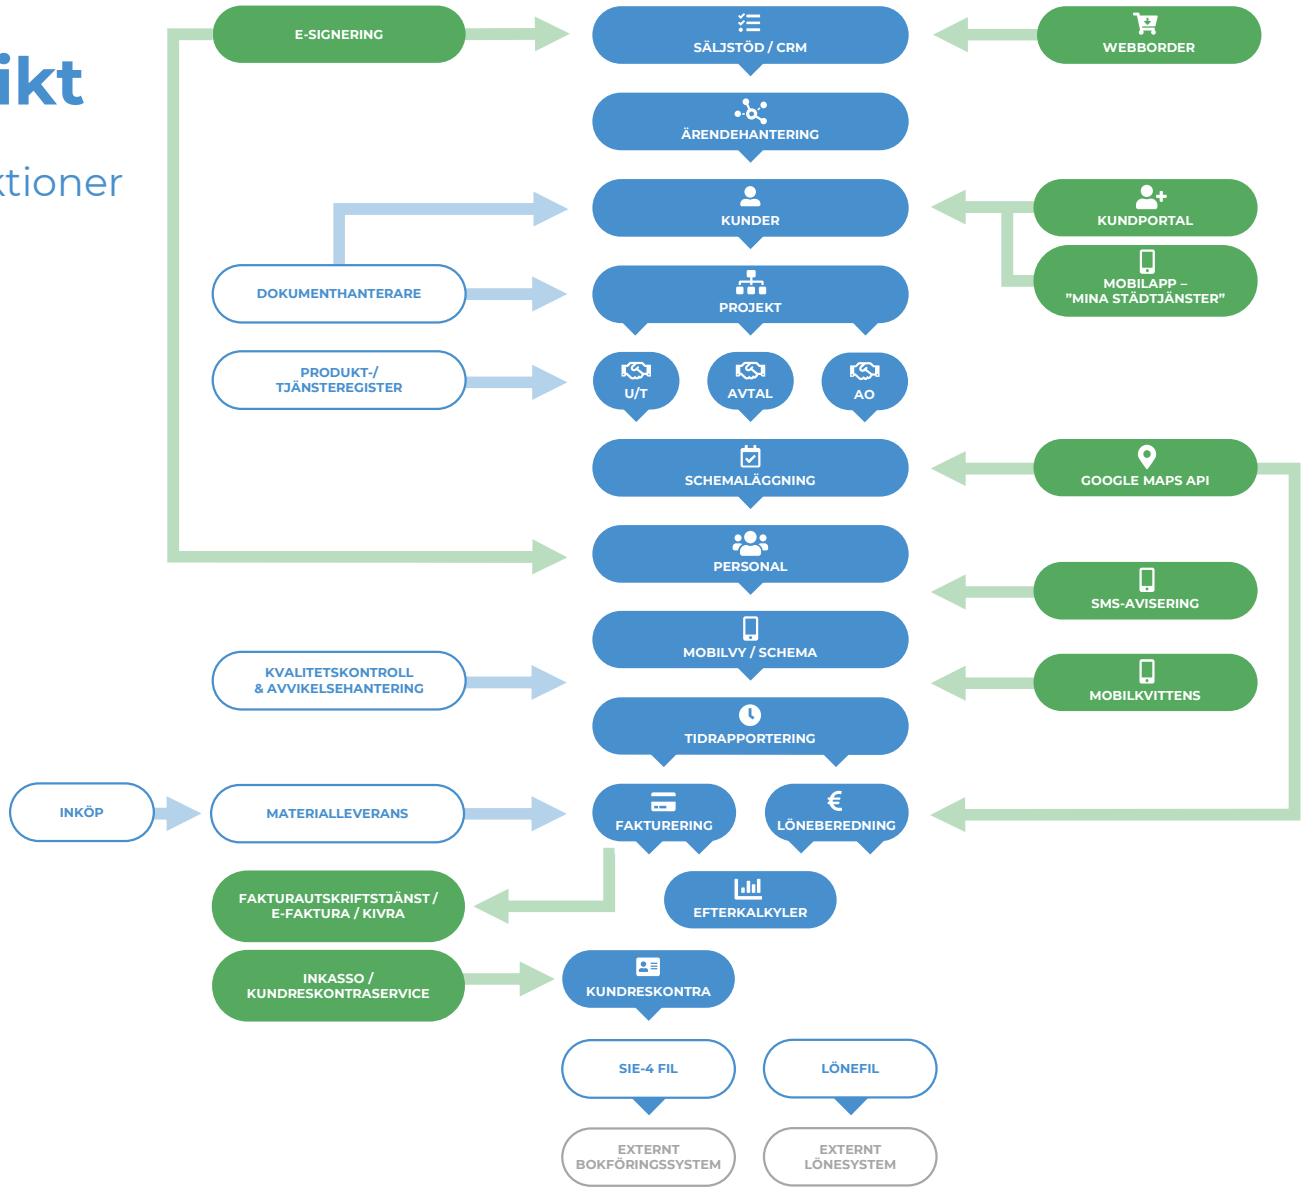 ikt
ktioner
E-SIGNERING
SÄLJSTÖD / CRM
WEBBORDER
ÄRENDEHANTERING
KUNDER
KUNDPORTAL
MOBILAPP –
”MINA STÄDTJÄNSTER”
DOKUMENTHANTERARE
PROJEKT
PRODUKT-/
TJÄNSTEREGISTER
U/T
AVTAL
AO
SCHEMALÄGGNING
GOOGLE MAPS API
PERSONAL
SMS-AVISERING
MOBILVY / SCHEMA
KVALITETSKONTROLL
& AVVIKELSEHANTERING
MOBILKVITTENS
TIDRAPPORTERING
INKÖP
MATERIALLEVERANS
FAKTURERING
LÖNEBEREDNING
FAKTURAUTSKRIFTSTJÄNST /
E-FAKTURA / KIVRA
EFTERKALKYLER
INKASSO /
KUNDRESKONTRASERVICE
KUNDRESKONTRA
SIE-4 FIL
LÖNEFIL
EXTERNT
BOKFÖRINGSSYSTEM
EXTERNT
LÖNESYSTEM